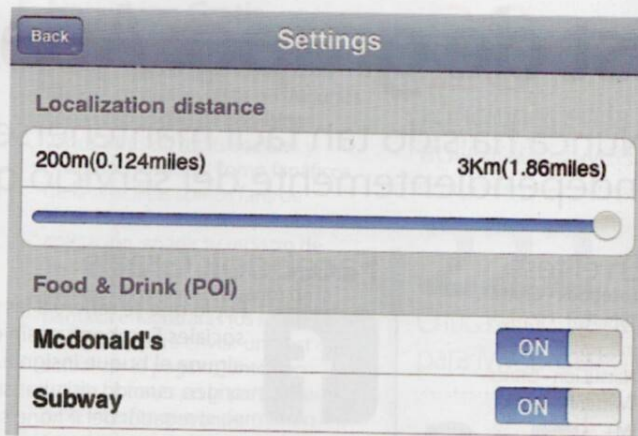 Back Settings
Localization distance
200m(0.124miles) 3Km(1.86miles)
Food & Drink (POI)
Mcdonald's ON
Subway ON